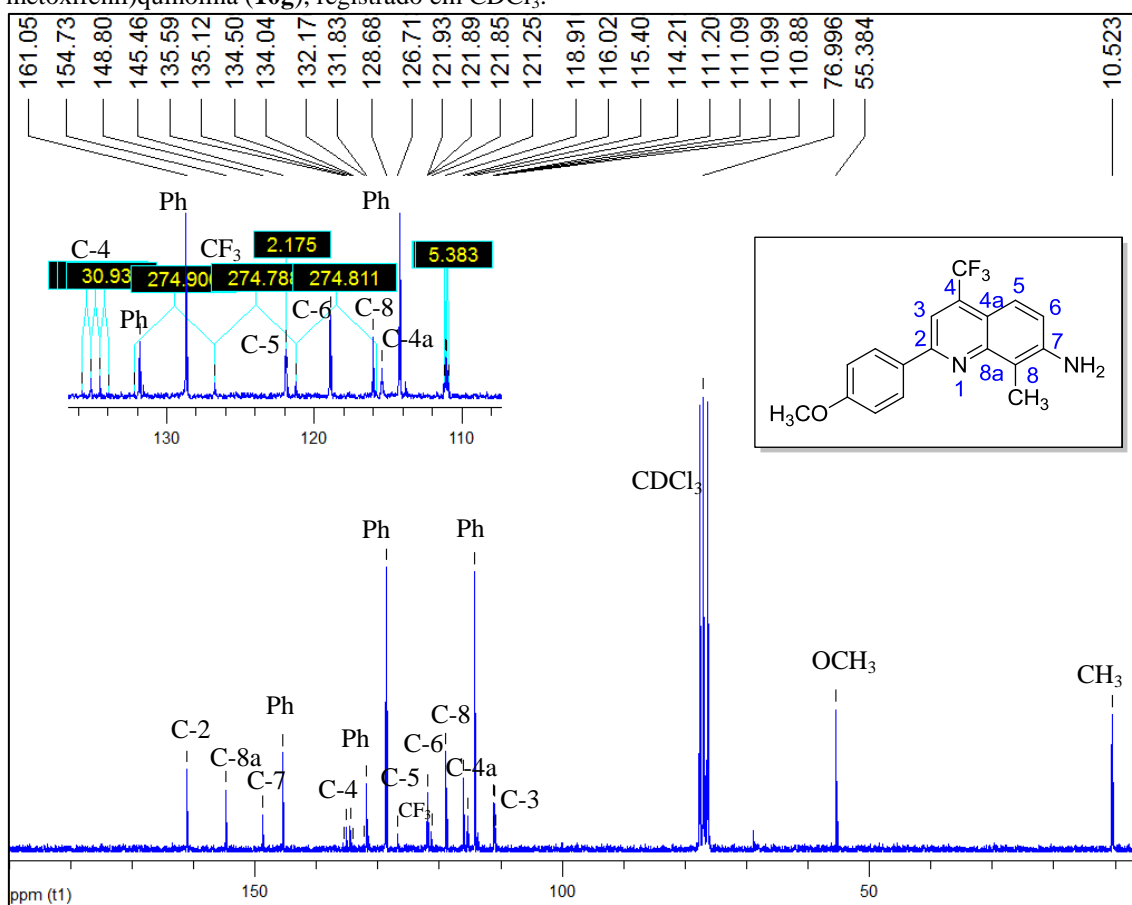 metoxifenil)quinolina (10g), registrado em CDCl3.
161.05
154.73
148.80
145.46
135.59
135.12
134.50
134.04
132.17
131.83
128.68
126.71
121.93
121.89
121.85
121.25
118.91
116.02
115.40
114.21
111.20
111.09
110.99
110.88
76.996
55.384
10.523
Ph
Ph
C-4
CF3
2.175
5.383
30.93
274.900
274.788
274.811
Ph
C-6
C-8
C-5
C-4a
130
120
110
CF3
4
5
4a
3
6
2
7
N
1
8a
8
NH2
CH3
H3CO
CDCl3
Ph
Ph
OCH3
CH3
Ph
C-2
C-8
Ph
C-8a
C-6
C-7
C-4a
C-5
C-4
CF3
C-3
150
100
50
ppm (t1)